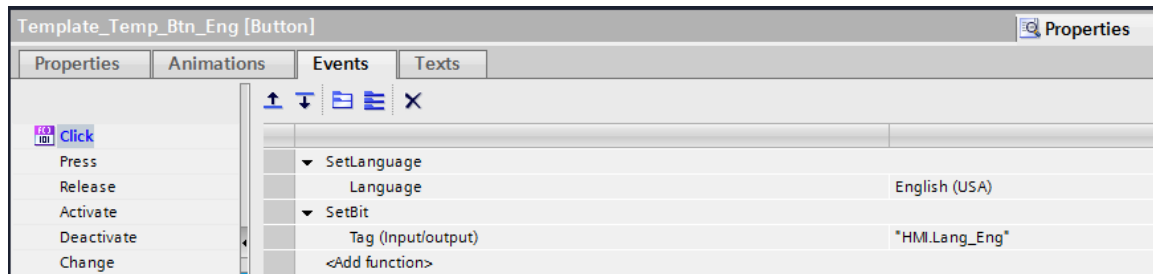 Template_Temp_Btn_Eng [Button]
Properties
Properties
Animations
Events
Texts
Click
Press
SetLanguage
Release
Language
English (USA)
Activate
SetBit
Deactivate
Tag (Input/output)
"HMI.Lang_Eng"
Change
<Add function>